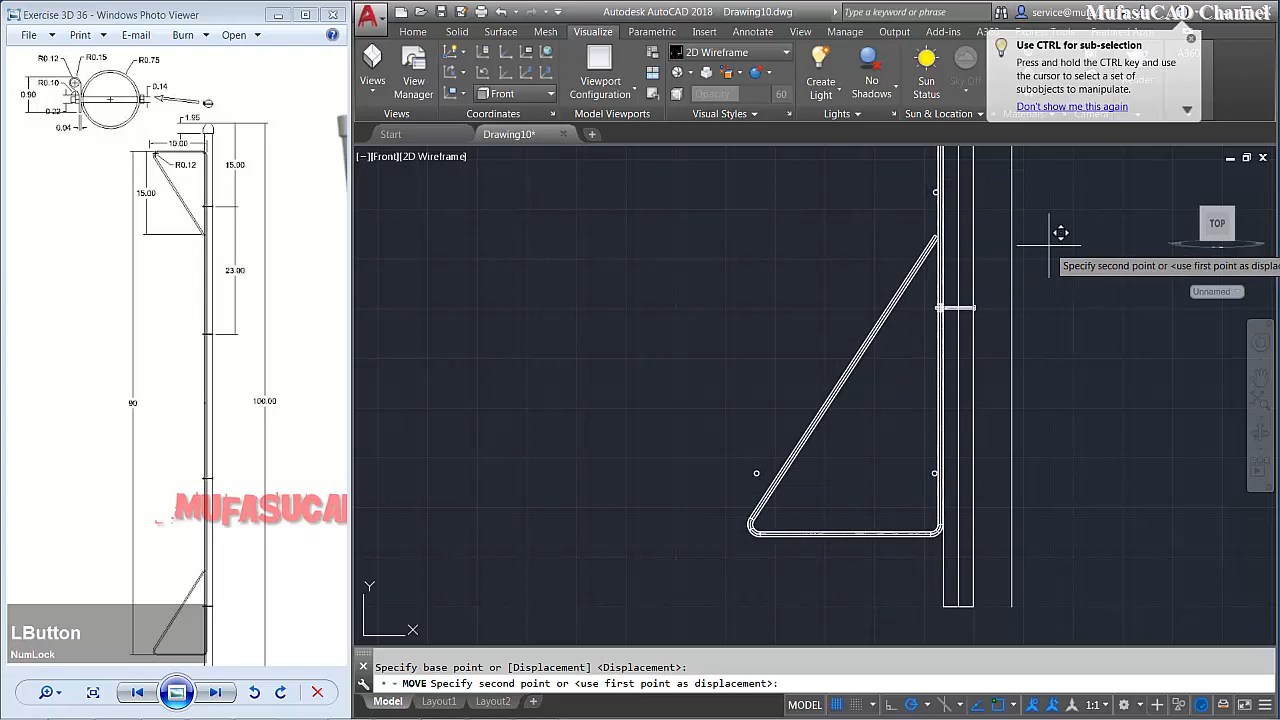 Exercise 3D 36 - Windows Photo Viewer
File
Print
E-mail
Burn
Open
R0.12
R0.15
R0.75
R0.10
0.14
0.90
0.22
0.04
1.95
10.00
R0.12
15.00
15.00
23.00
90
100.00
MUFASUCA
LButton
NumLock
Autodesk AutoCAD 2018
Drawing10.dwg
Type a keyword or phrase
MufasuCAD Channel
Home
Solid
Surface
Mesh
Visualize
Parametric
Insert
Annotate
View
Manage
Output
Add-ins
A360
Views
View
Manager
Views
Front
Coordinates
Viewport
Configuration
Model Viewports
2D Wireframe
Opacity
60
Visual Styles
Create
Light
No
Shadows
Lights
Sun
Status
Sky Off
Sun & Location
Use CTRL for sub-selection
Press and hold the CTRL key and use
the cursor to select a set of
subobjects to manipulate.
Don't show me this again
Start
Drawing10*
[−][Front][2D Wireframe]
TOP
Specify second point or <use first point as displa
Unnamed
Y
X
Specify base point or [Displacement] <Displacement>:
MOVE Specify second point or <use first point as displacement>:
Model
Layout1
Layout2
MODEL
1:1